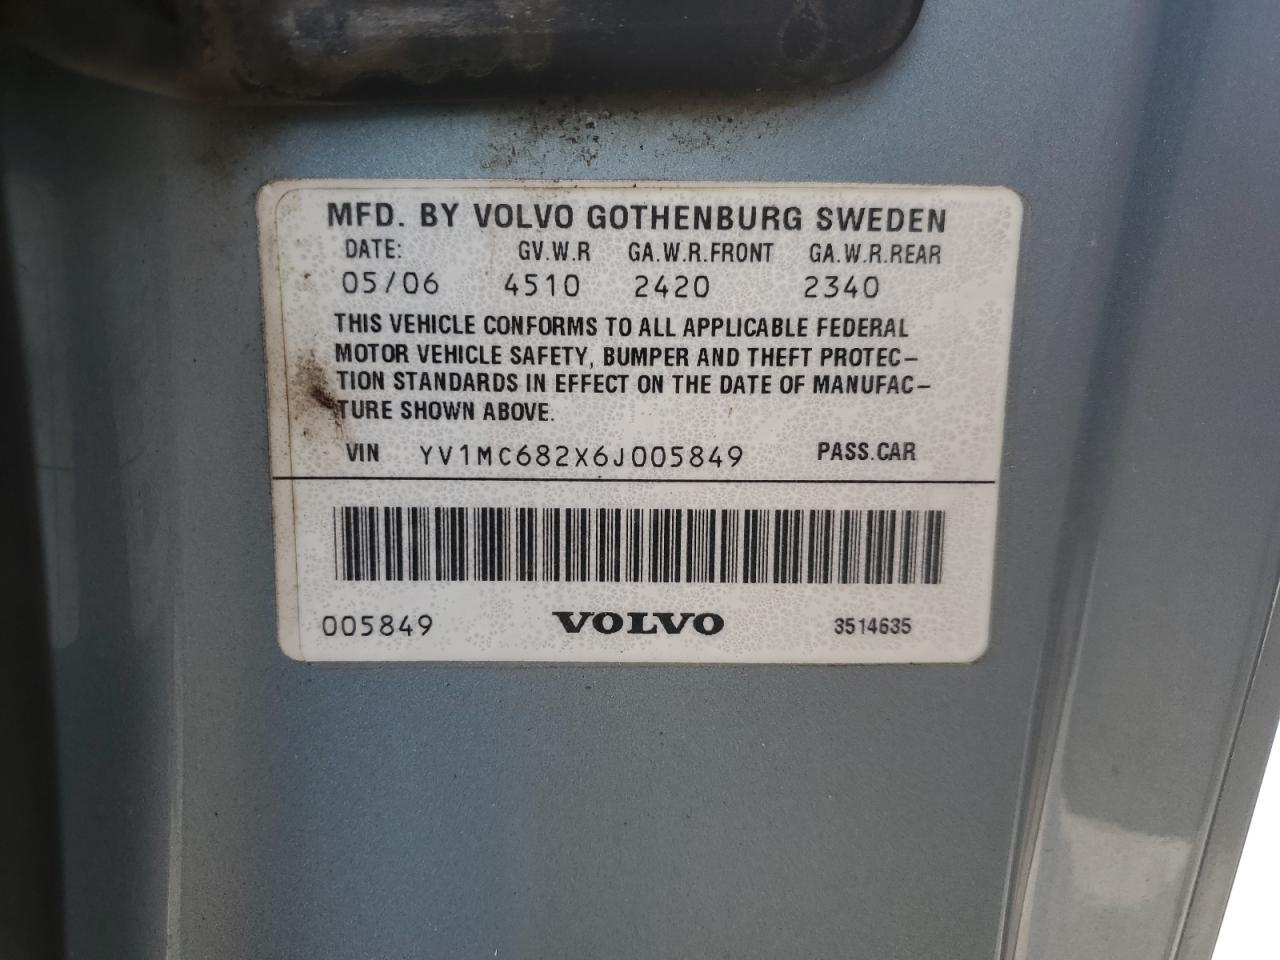 MFD. BY VOLVO GOTHENBURG SWEDEN
DATE: GV.W.R GA.W.R.FRONT GA.W.R.REAR
05/06 4510 2420 2340
THIS VEHICLE CONFORMS TO ALL APPLICABLE FEDERAL
MOTOR VEHICLE SAFETY, BUMPER AND THEFT PROTEC-
TION STANDARDS IN EFFECT ON THE DATE OF MANUFAC-
TURE SHOWN ABOVE.
VIN YV1MC682X6J005849 PASS.CAR
005849 VOLVO 3514635